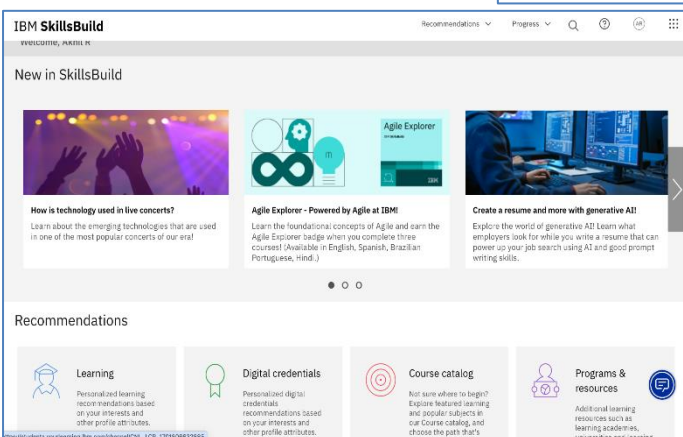 IBM SkillsBuild
Recommendations
Progress
AR
Welcome, Akhil R
New in SkillsBuild
Agile Explorer
IBM
How is technology used in live concerts?
Learn about the emerging technologies that are used
in one of the most popular concerts of our era!
Agile Explorer - Powered by Agile at IBM!
Learn the foundational concepts of Agile and earn the
Agile Explorer badge when you complete three
courses! (Available in English, Spanish, Brazilian
Portuguese, Hindi.)
Create a resume and more with generative AI!
Explore the world of generative AI! Learn what
employers look for while you write a resume that can
power up your job search using AI and good prompt
writing skills.
Recommendations
Learning
Personalized learning
recommendations based
on your interests and
other profile attributes.
Digital credentials
Personalized digital
credentials
recommendations based
on your interests and
other profile attributes.
Course catalog
Not sure where to begin?
Explore featured learning
and popular subjects in
our Course catalog, and
choose the path that's
Programs &
resources
Additional learning
resources such as
learning academies,
universities and learning